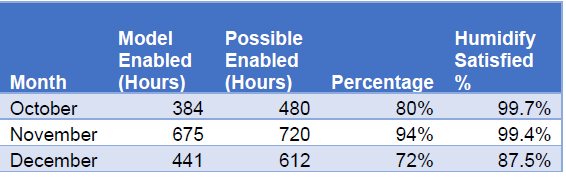 Month Model Enabled (Hours) Possible Enabled (Hours) Percentage Humidify Satisfied %
October 384 480 80% 99.7%
November 675 720 94% 99.4%
December 441 612 72% 87.5%